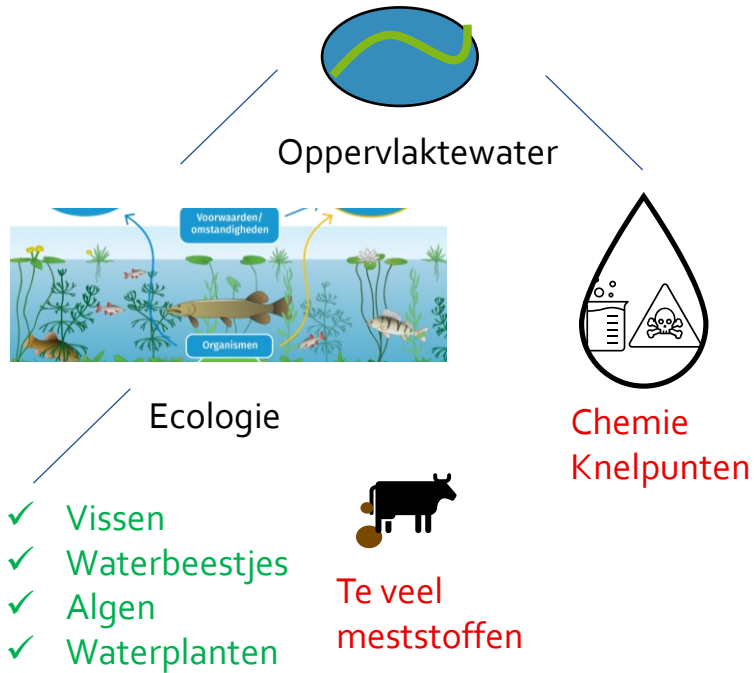 Oppervlaktewater
Voorwaarden/
omstandigheden
Organismen
Ecologie
Chemie
Knelpunten
✓ Vissen
✓ Waterbeestjes
✓ Algen
✓ Waterplanten
Te veel
meststoffen